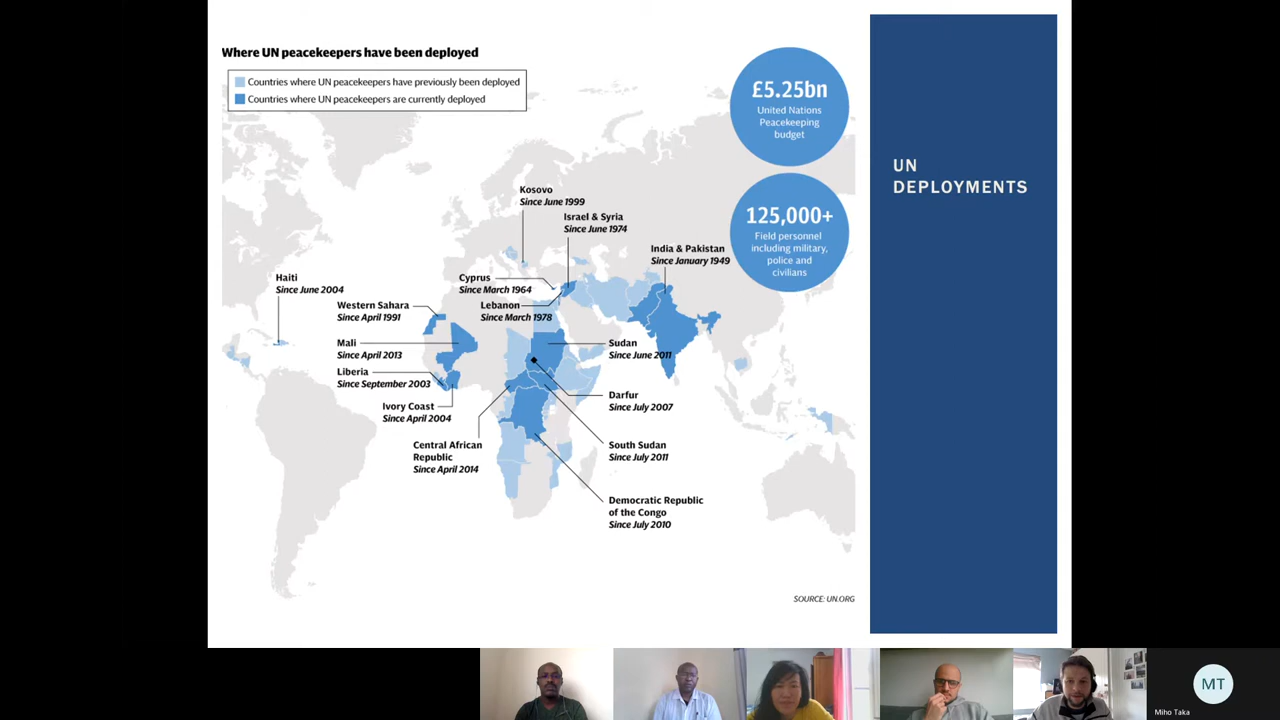 Where UN peacekeepers have been deployed
Countries where UN peacekeepers have previously been deployed
Countries where UN peacekeepers are currently deployed
£5.25bn
United Nations
Peacekeeping
budget
125,000+
Field personnel
including military,
police and
civilians
UN
DEPLOYMENTS
Kosovo
Since June 1999
Israel & Syria
Since June 1974
India & Pakistan
Since January 1949
Haiti
Since June 2004
Cyprus
Since March 1964
Lebanon
Since March 1978
Western Sahara
Since April 1991
Mali
Since April 2013
Liberia
Since September 2003
Ivory Coast
Since April 2004
Central African
Republic
Since April 2014
Sudan
Since June 2011
Darfur
Since July 2007
South Sudan
Since July 2011
Democratic Republic
of the Congo
Since July 2010
SOURCE: UN.ORG
MT
Miho Taka